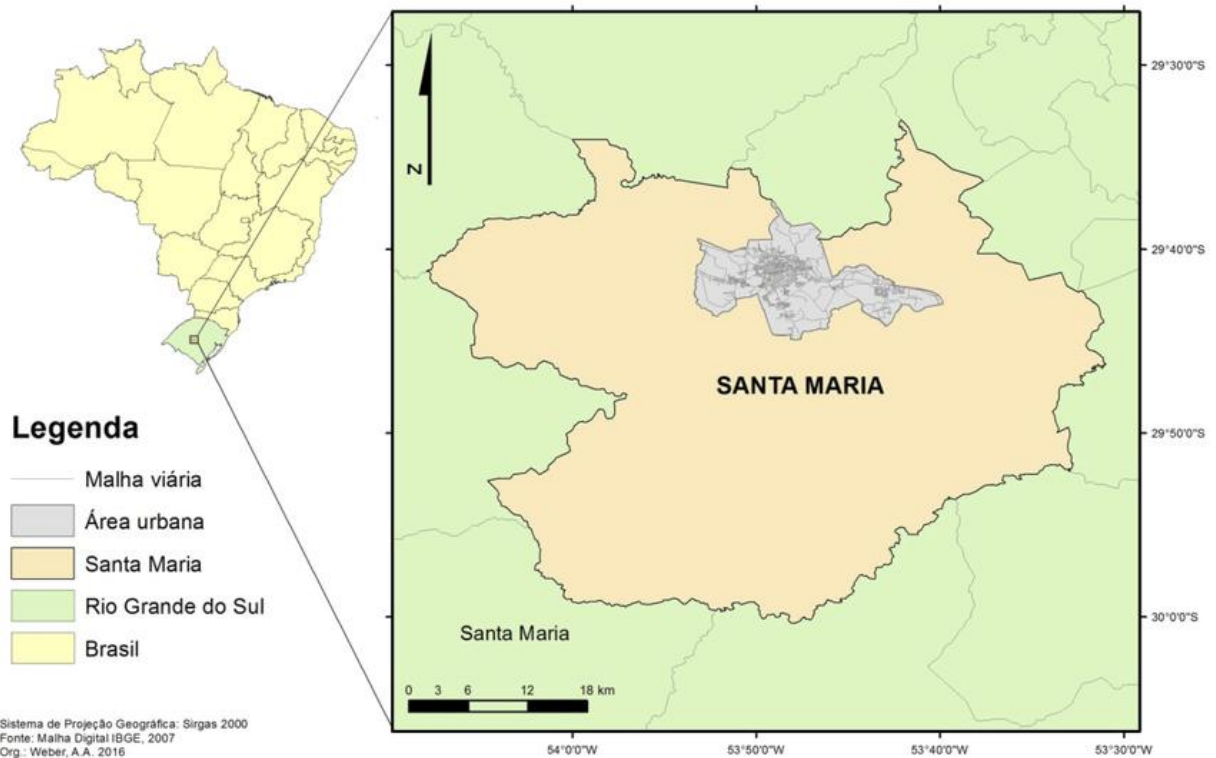 29°30'0"S
N
29°40'0"S
SANTA MARIA
29°50'0"S
30°0'0"S
Santa Maria
0 3 6 12 18 km
54°0'0"W
53°50'0"W
53°40'0"W
53°30'0"W
Legenda
Malha viária
Área urbana
Santa Maria
Rio Grande do Sul
Brasil
Sistema de Projeção Geográfica: Sirgas 2000
Fonte: Malha Digital IBGE, 2007
Org.: Weber, A.A. 2016